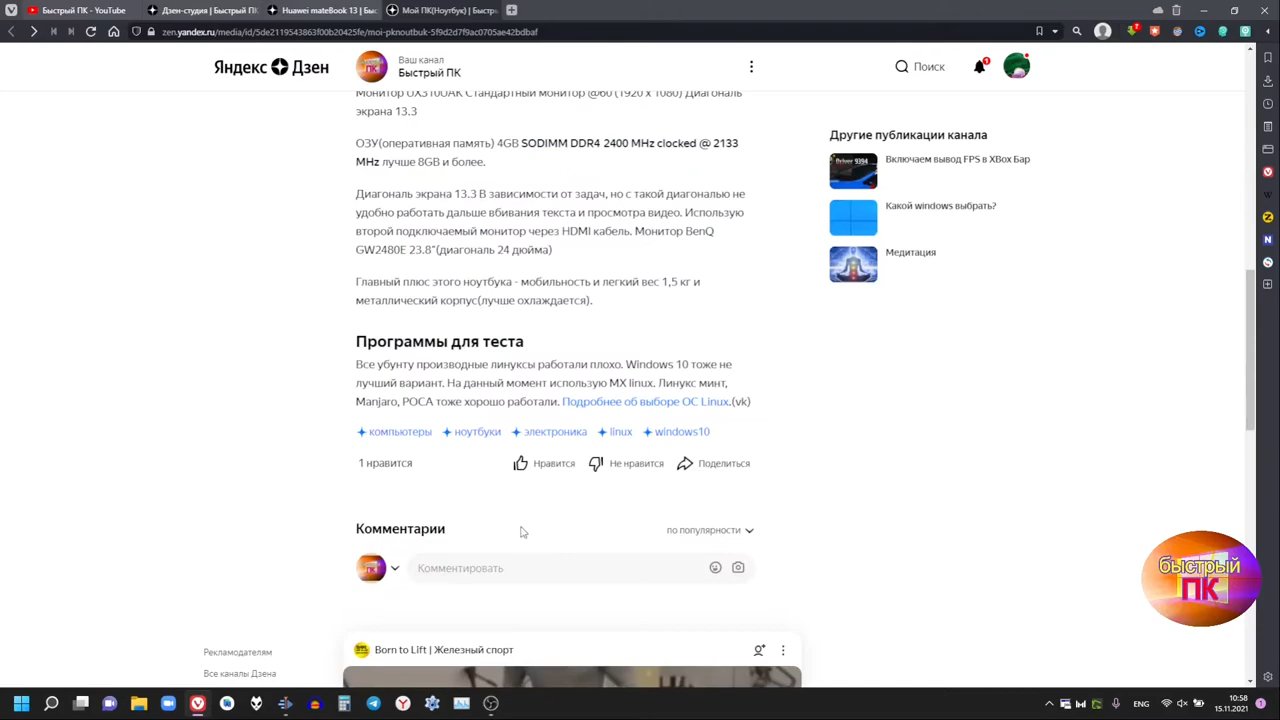 Быстрый ПК - YouTube
Дзен-студия | Быстрый ПК
Huawei mateBook 13 | Быс
Мой ПК(Ноутбук) | Быстр
zen.yandex.ru/media/id/5de2119543863f00b20425fe/moi-pknoutbuk-5f9d2d7f9ac0705ae42bdbaf
Яндекс Дзен
Ваш канал
Быстрый ПК
Поиск
Монитор UX310UAK Стандартный монитор @60 (1920 x 1080) Диагональ
экрана 13.3
ОЗУ(оперативная память) 4GB SODIMM DDR4 2400 MHz clocked @ 2133
MHz лучше 8GB и более.
Диагональ экрана 13.3 В зависимости от задач, но с такой диагональю не
удобно работать дальше вбивания текста и просмотра видео. Использую
второй подключаемый монитор через HDMI кабель. Монитор BenQ
GW2480E 23.8"(диагональ 24 дюйма)
Главный плюс этого ноутбука - мобильность и легкий вес 1,5 кг и
металлический корпус(лучше охлаждается).
Программы для теста
Все убунту производные линуксы работали плохо. Windows 10 тоже не
лучший вариант. На данный момент использую MX linux. Линукс минт,
Manjaro, РОСА тоже хорошо работали. Подробнее об выборе ОС Linux.(vk)
компьютеры ноутбуки электроника linux windows10
1 нравится
Нравится
Не нравится
Поделиться
Комментарии
по популярности
Комментировать
Born to Lift | Железный спорт
Другие публикации канала
Включаем вывод FPS в XBox Бар
Какой windows выбрать?
Медитация
Рекламодателям
Все каналы Дзена
быстрый
ПК
10:58
15.11.2021